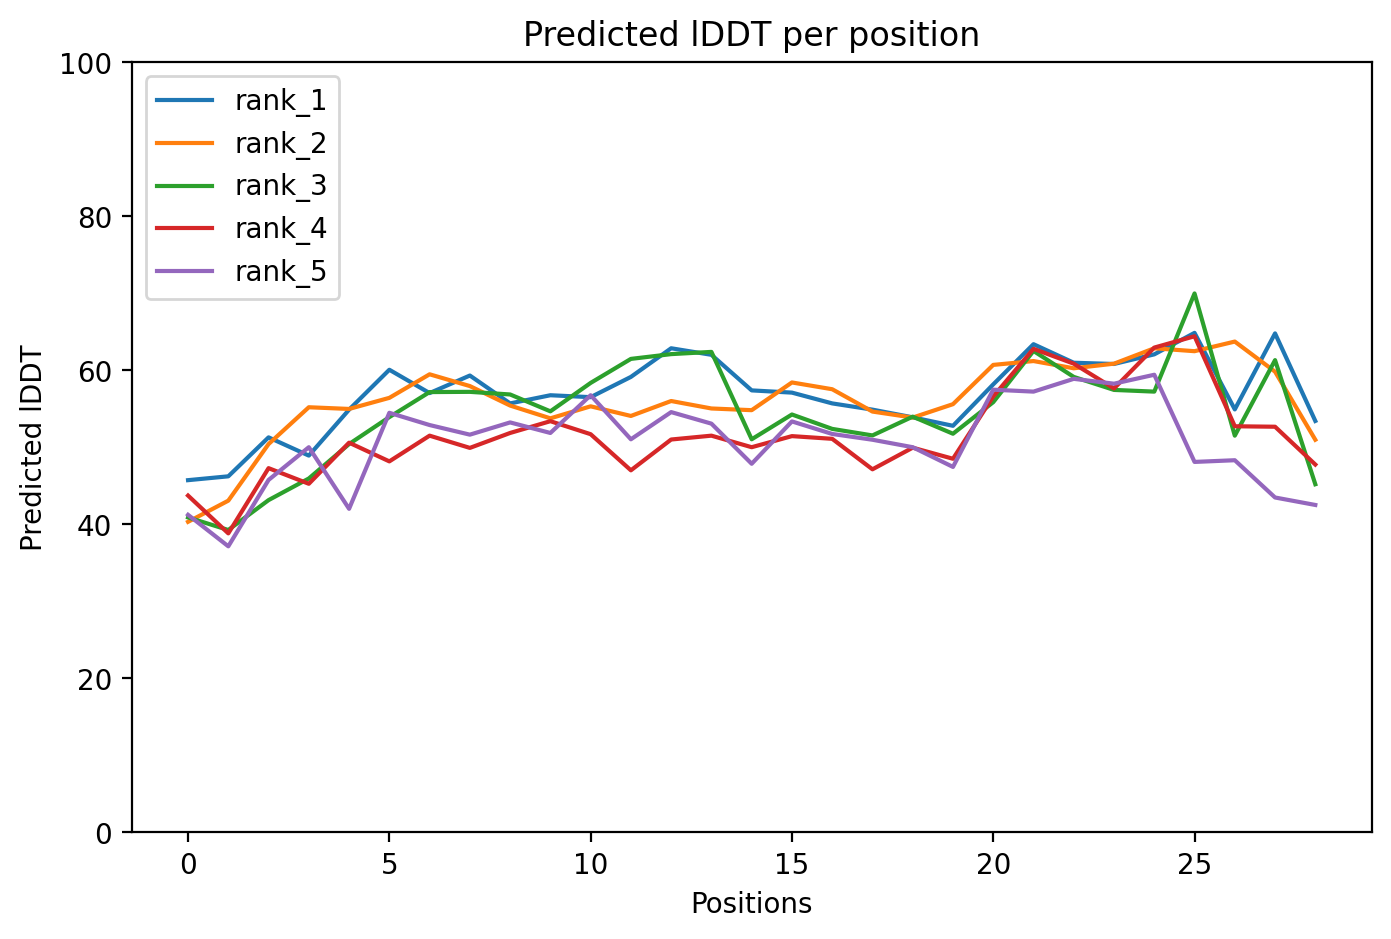 Predicted lDDT per position
100
80
60
40
20
0
Predicted lDDT
rank_1
rank_2
rank_3
rank_4
rank_5
0 5 10 15 20 25
Positions